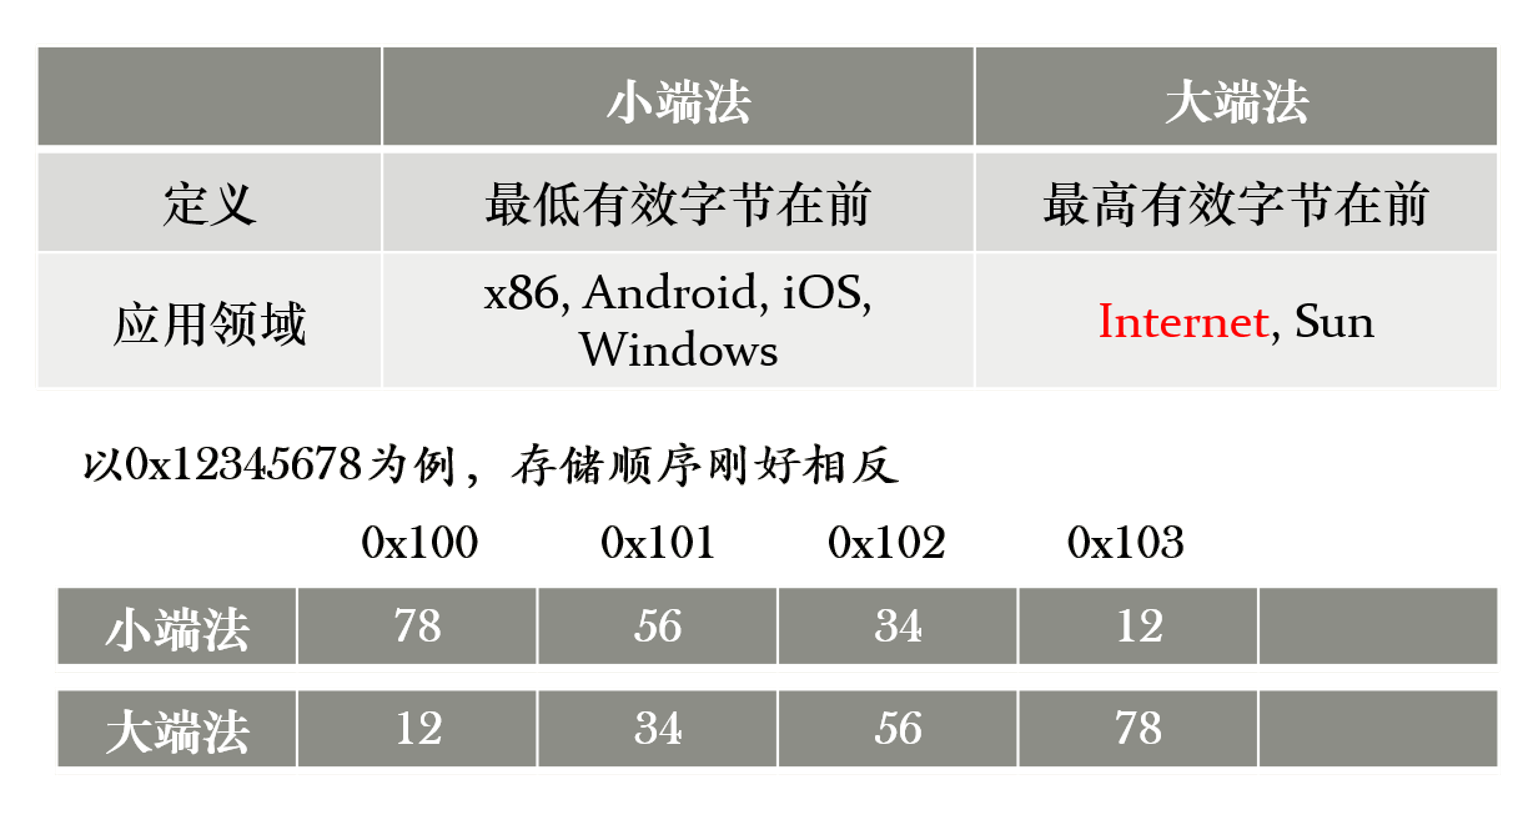 小端法 大端法
定义 最低有效字节在前 最高有效字节在前
应用领域 x86, Android, iOS, Windows Internet, Sun
以0x12345678为例，存储顺序刚好相反
0x100 0x101 0x102 0x103
小端法 78 56 34 12
大端法 12 34 56 78